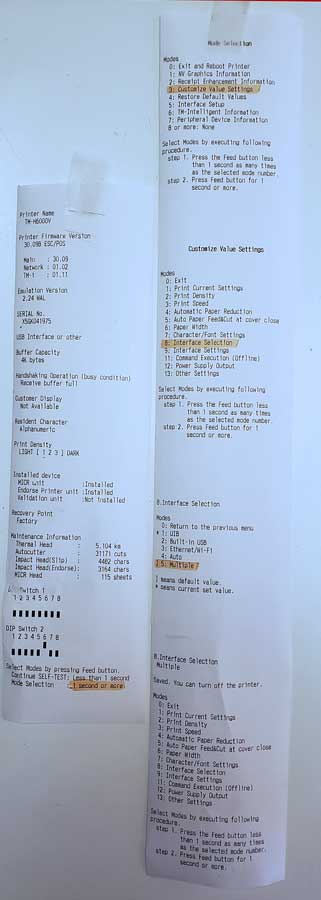 Printer Name
TM-H6000V
Printer Firmware Version
30.09B ESC/POS
Main : 30.09
Network : 01.02
TM-i : 01.11
Emulation Version
2.24 WAL
SERIAL No.
X5GK041975
USB Interface or other
Buffer Capacity
4K bytes
Handshaking Operation (busy condition)
Receive buffer full
Customer Display
Not Available
Resident Character
Alphanumeric
Print Density
LIGHT [ 1 2 3 ] DARK
Installed device
MICR unit :Installed
Endorse Printer unit :Installed
Validation unit :Not installed
Recovery Point
Factory
Maintenance Information
Thermal Head : 5.104 km
Autocutter : 31171 cuts
Impact Head(Slip) : 4482 chars
Impact Head(Endorse): 3164 chars
MICR Head : 115 sheets
Switch 1
1 2 3 4 5 6 7 8
DIP Switch 2
1 2 3 4 5 6 7 8
Select Modes by pressing Feed button.
Continue SELF-TEST: Less than 1 second
Mode Selection : 1 second or more
Mode Selection
Modes
0: Exit and Reboot Printer
1: NV Graphics Information
2: Receipt Enhancement Information
3: Customize Value Settings
4: Restore Default Values
5: Interface Setup
6: TM-Intelligent Information
7: Peripheral Device Information
8 or more: None
Select Modes by executing following
procedure.
step 1. Press the Feed button less
than 1 second as many times
as the selected mode number.
step 2. Press Feed button for 1
second or more.
Customize Value Settings
Modes
0: Exit
1: Print Current Settings
2: Print Density
3: Print Speed
4: Automatic Paper Reduction
5: Auto Paper Feed&Cut at cover close
6: Paper Width
7: Character/Font Settings
8: Interface Selection
9: Interface Settings
11: Command Execution (Offline)
12: Power Supply Output
13: Other Settings
Select Modes by executing following
procedure.
step 1. Press the Feed button less
than 1 second as many times
as the selected mode number.
step 2. Press Feed button for 1
second or more.
8.Interface Selection
Modes
0: Return to the previous menu
* 1: UIB
2: Built-in USB
3: Ethernet/Wi-Fi
4: Auto
] 5: Multiple
] means default value.
* means current set value.
8.Interface Selection
Multiple
Saved. You can turn off the printer.
Modes
0: Exit
1: Print Current Settings
2: Print Density
3: Print Speed
4: Automatic Paper Reduction
5: Auto Paper Feed&Cut at cover close
6: Paper Width
7: Character/Font Settings
8: Interface Selection
9: Interface Settings
11: Command Execution (Offline)
12: Power Supply Output
13: Other Settings
Select Modes by executing following
procedure.
step 1. Press the Feed button less
than 1 second as many times
as the selected mode number.
step 2. Press Feed button for 1
second or more.